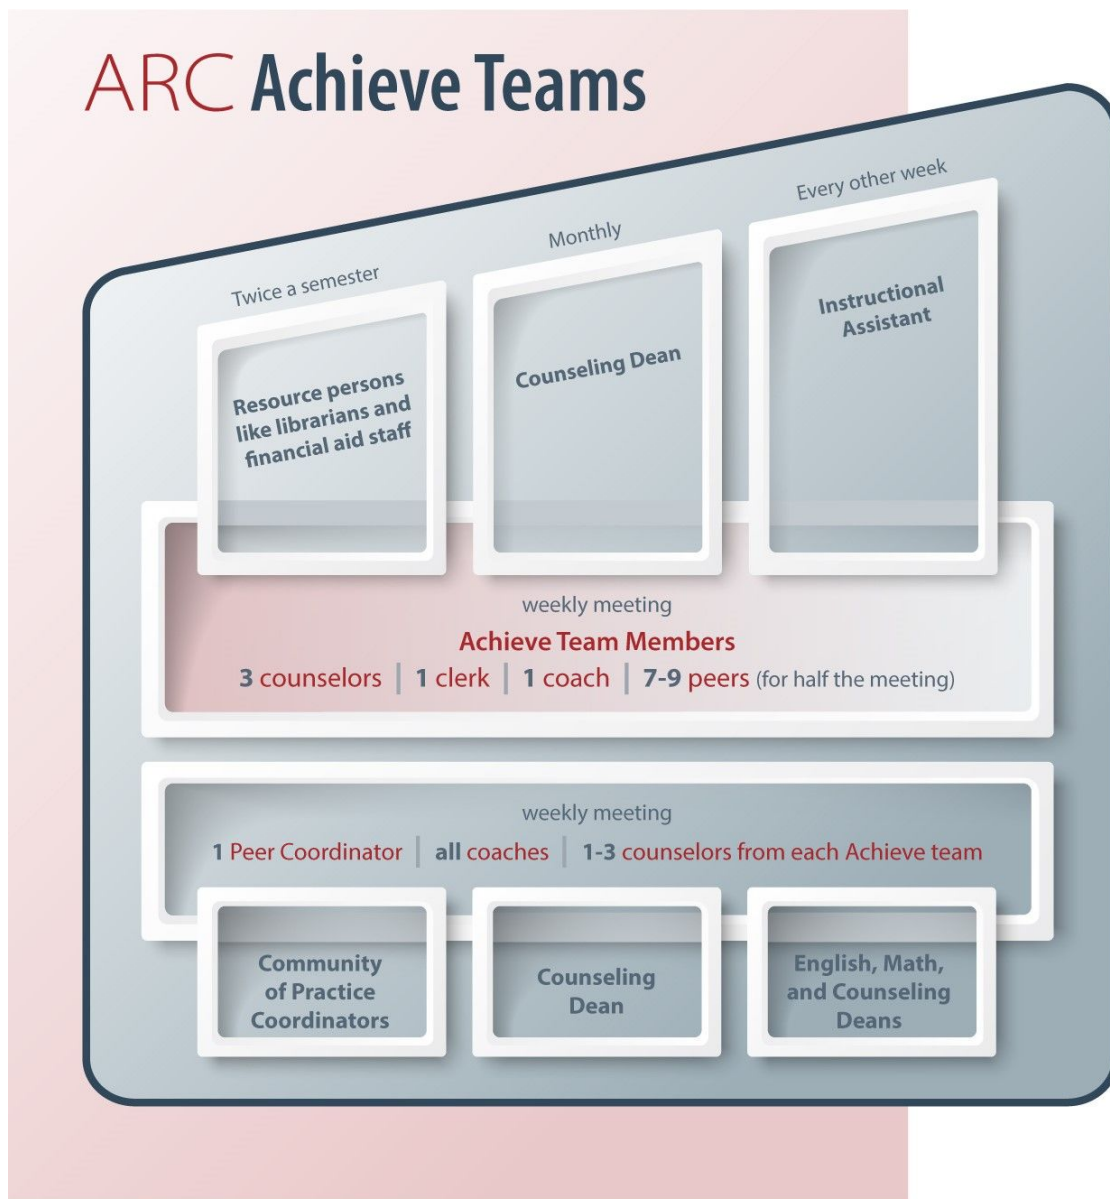 ARC Achieve Teams
Twice a semester
Monthly
Every other week
Resource persons
like librarians and
financial aid staff
Counseling Dean
Instructional
Assistant
weekly meeting
Achieve Team Members
3 counselors | 1 clerk | 1 coach | 7-9 peers (for half the meeting)
weekly meeting
1 Peer Coordinator | all coaches | 1-3 counselors from each Achieve team
Community
of Practice
Coordinators
Counseling
Dean
English, Math,
and Counseling
Deans